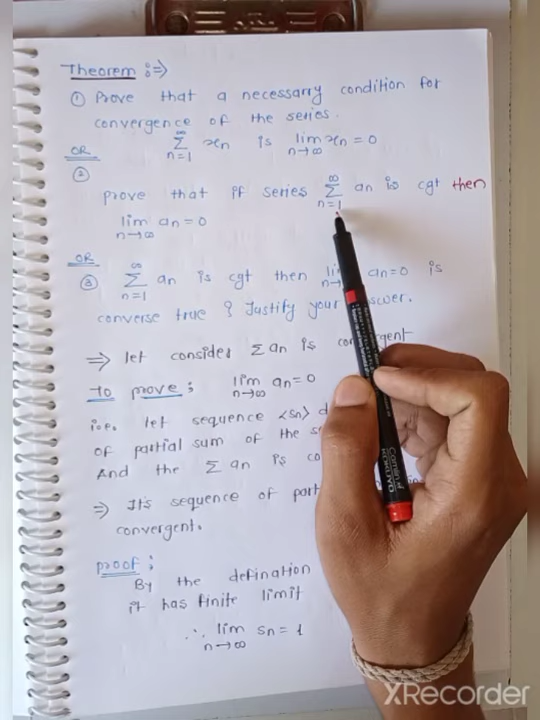 Theorem :⇒
① Prove that a necessarry condition for
convergence of the series.
∞
∑ xn is lim xn = 0
n=1 n→∞
OR
②
prove that if series ∑ an is cgt then
n=1
lim an = 0
n→∞
OR
③ ∑ an is cgt then an = 0 is
n=1 n→∞
converse true ? Justify your
⇒ let consider ∑ an is
To prove : lim an = 0
n→∞
i.e. let sequence <sn>
of partial sum of the
And the ∑ an is
⇒ It's sequence of
convergent.
proof :
By the defination
it has finite limit
∴ lim sn = 1
n→∞
Camlin
KOKUYO
XRecorder